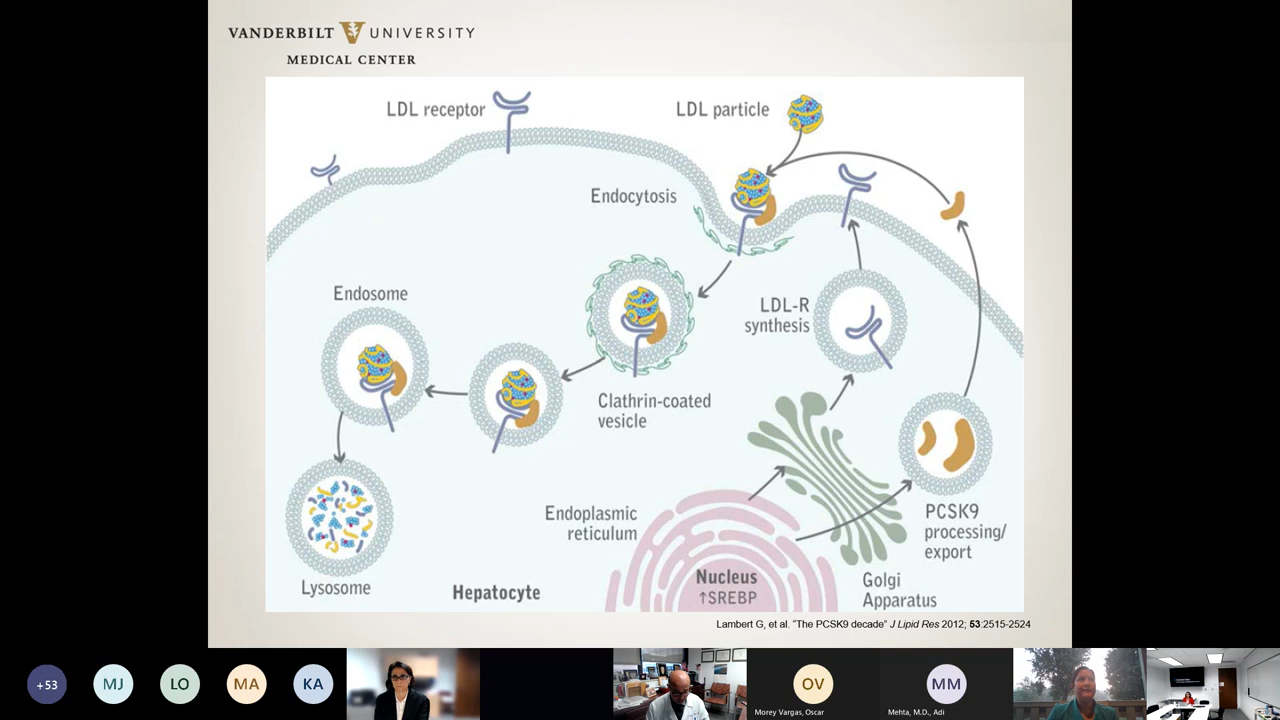 VANDERBILT UNIVERSITY
MEDICAL CENTER
LDL receptor
LDL particle
Endocytosis
Endosome
LDL-R
synthesis
Clathrin-coated
vesicle
Endoplasmic
reticulum
PCSK9
processing/
export
Nucleus
↑SREBP
Lysosome
Hepatocyte
Golgi
Apparatus
Lambert G, et al. "The PCSK9 decade" J Lipid Res 2012; 53:2515-2524
+53
MJ
LO
MA
KA
OV
MM
Morey Vargas, Oscar
Mehta, M.D., Adi